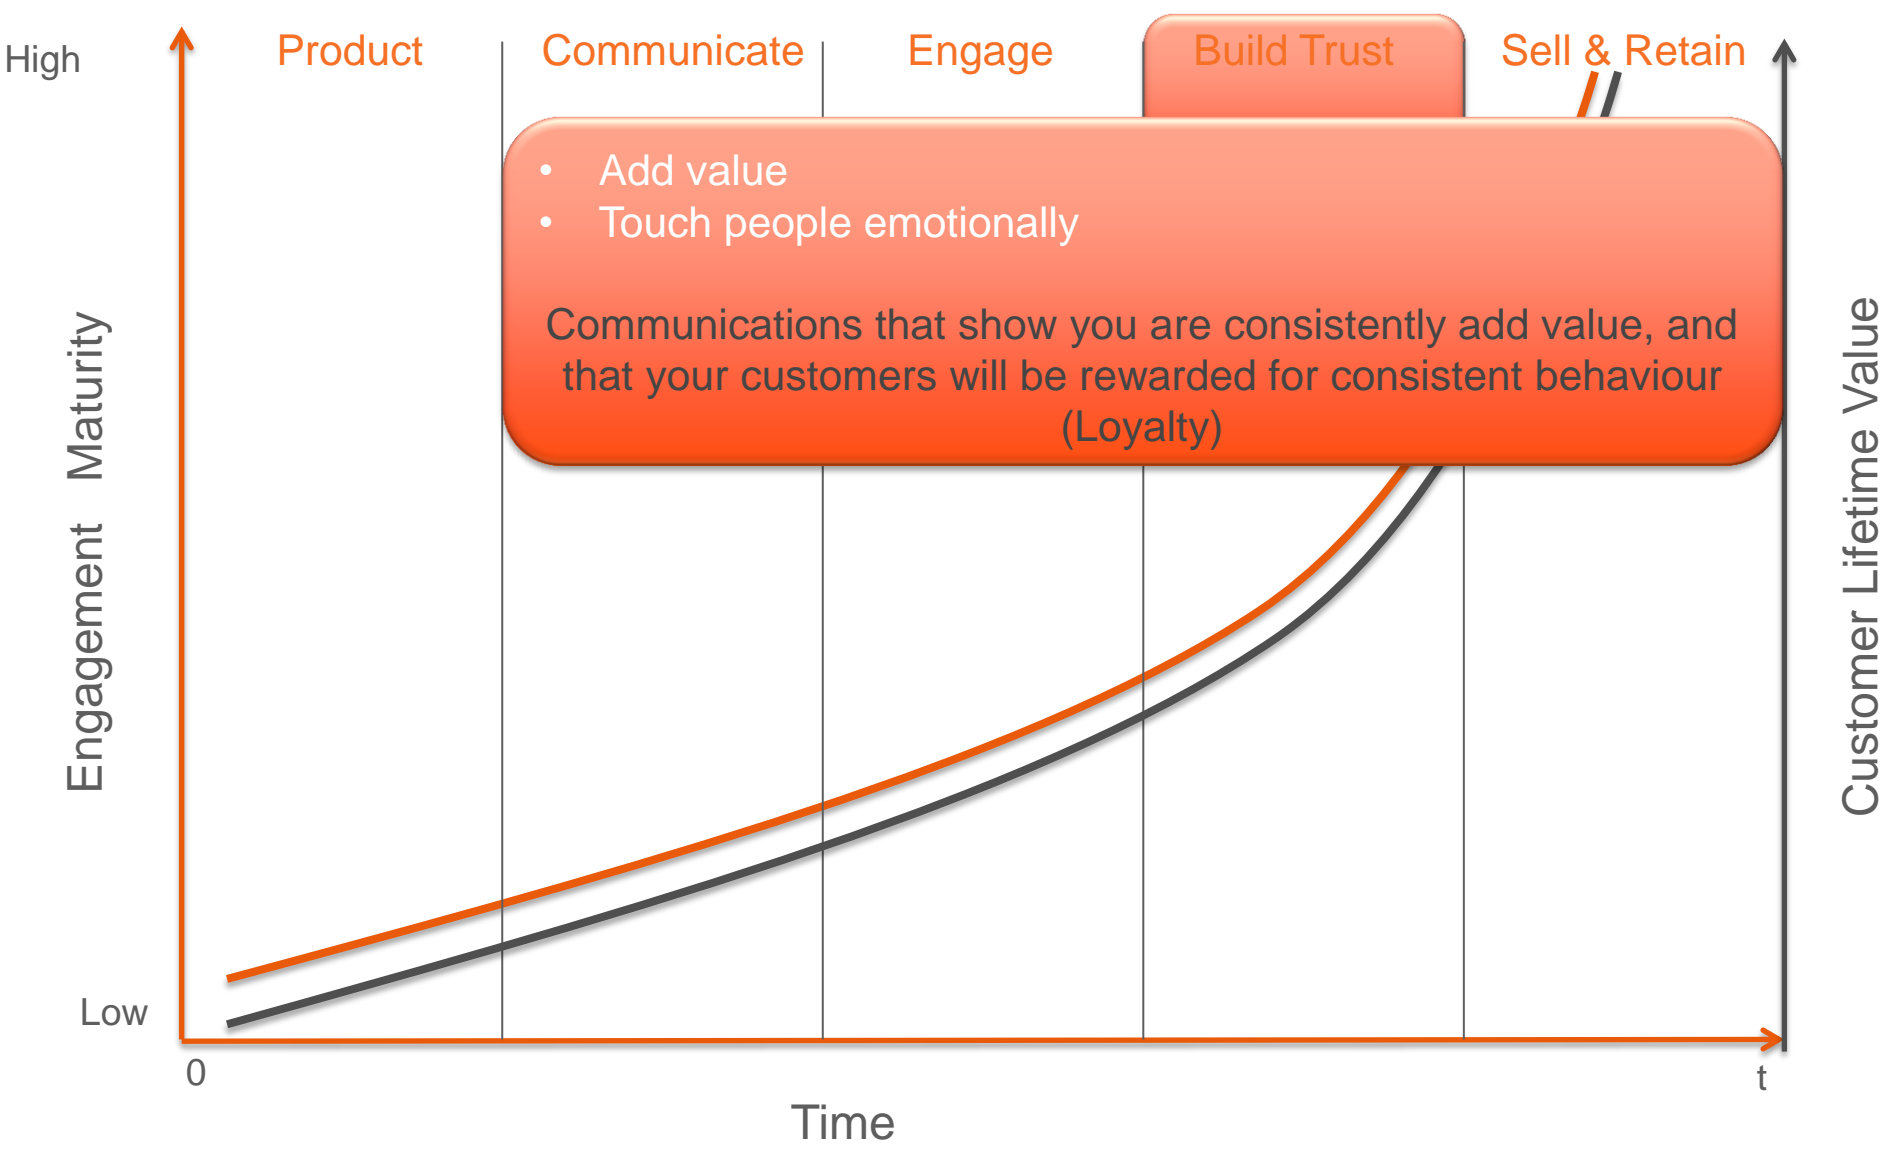 High
Product
Communicate
Engage
Build Trust
Sell & Retain
• Add value
• Touch people emotionally
Communications that show you are consistently add value, and
that your customers will be rewarded for consistent behaviour
(Loyalty)
Engagement Maturity
Customer Lifetime Value
Low
0
t
Time